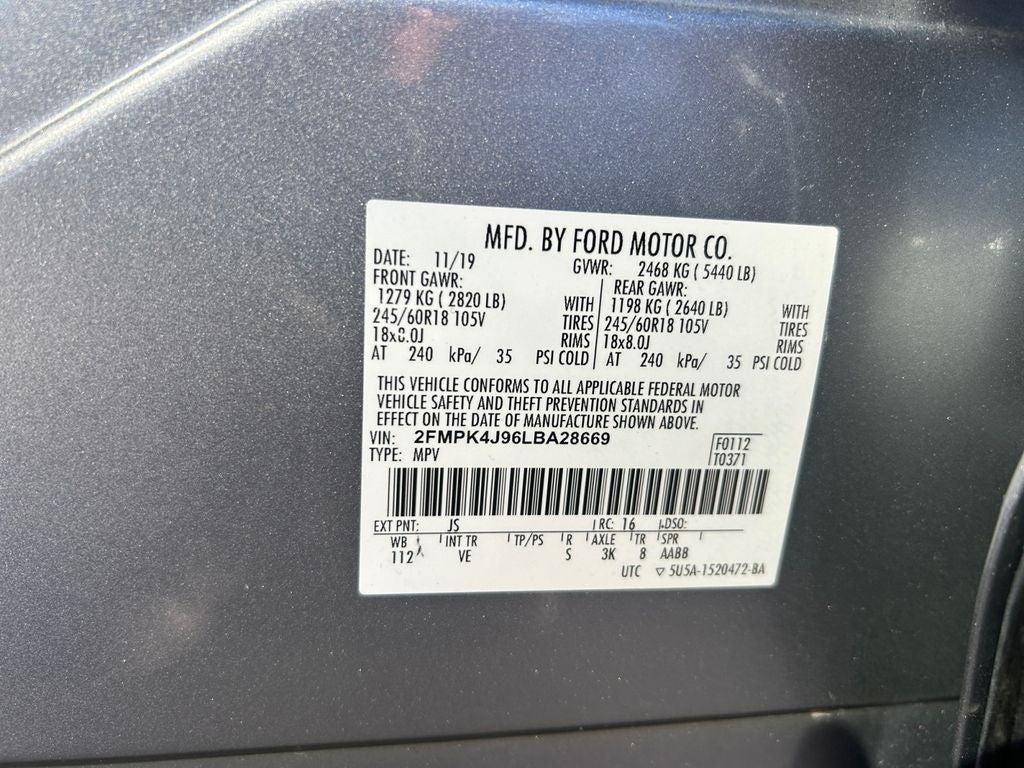 MFD. BY FORD MOTOR CO.
DATE: 11/19 GVWR: 2468 KG ( 5440 LB)
FRONT GAWR: REAR GAWR:
1279 KG ( 2820 LB) WITH 1198 KG ( 2640 LB) WITH
245/60R18 105V TIRES 245/60R18 105V TIRES
18x8.0J RIMS 18x8.0J RIMS
AT 240 kPa/ 35 PSI COLD AT 240 kPa/ 35 PSI COLD
THIS VEHICLE CONFORMS TO ALL APPLICABLE FEDERAL MOTOR
VEHICLE SAFETY AND THEFT PREVENTION STANDARDS IN
EFFECT ON THE DATE OF MANUFACTURE SHOWN ABOVE.
VIN: 2FMPK4J96LBA28669 F0112
TYPE: MPV T0371
EXT PNT: JS RC: 16 DSO:
WB INT TR TP/PS R AXLE TR SPR
112 VE S 3K 8 AABB
UTC ▽ 5U5A-1520472-BA